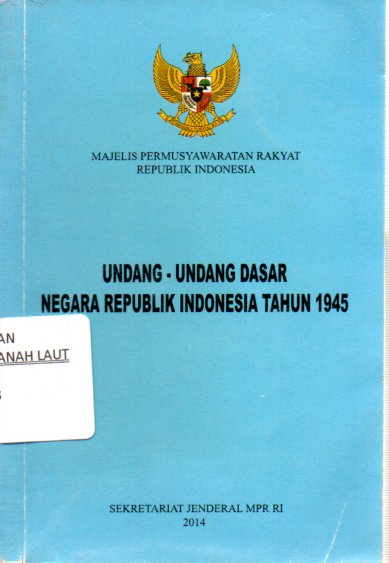 MAJELIS PERMUSYAWARATAN RAKYAT
REPUBLIK INDONESIA
UNDANG - UNDANG DASAR
NEGARA REPUBLIK INDONESIA TAHUN 1945
AN
ANAH LAUT
SEKRETARIAT JENDERAL MPR RI
2014